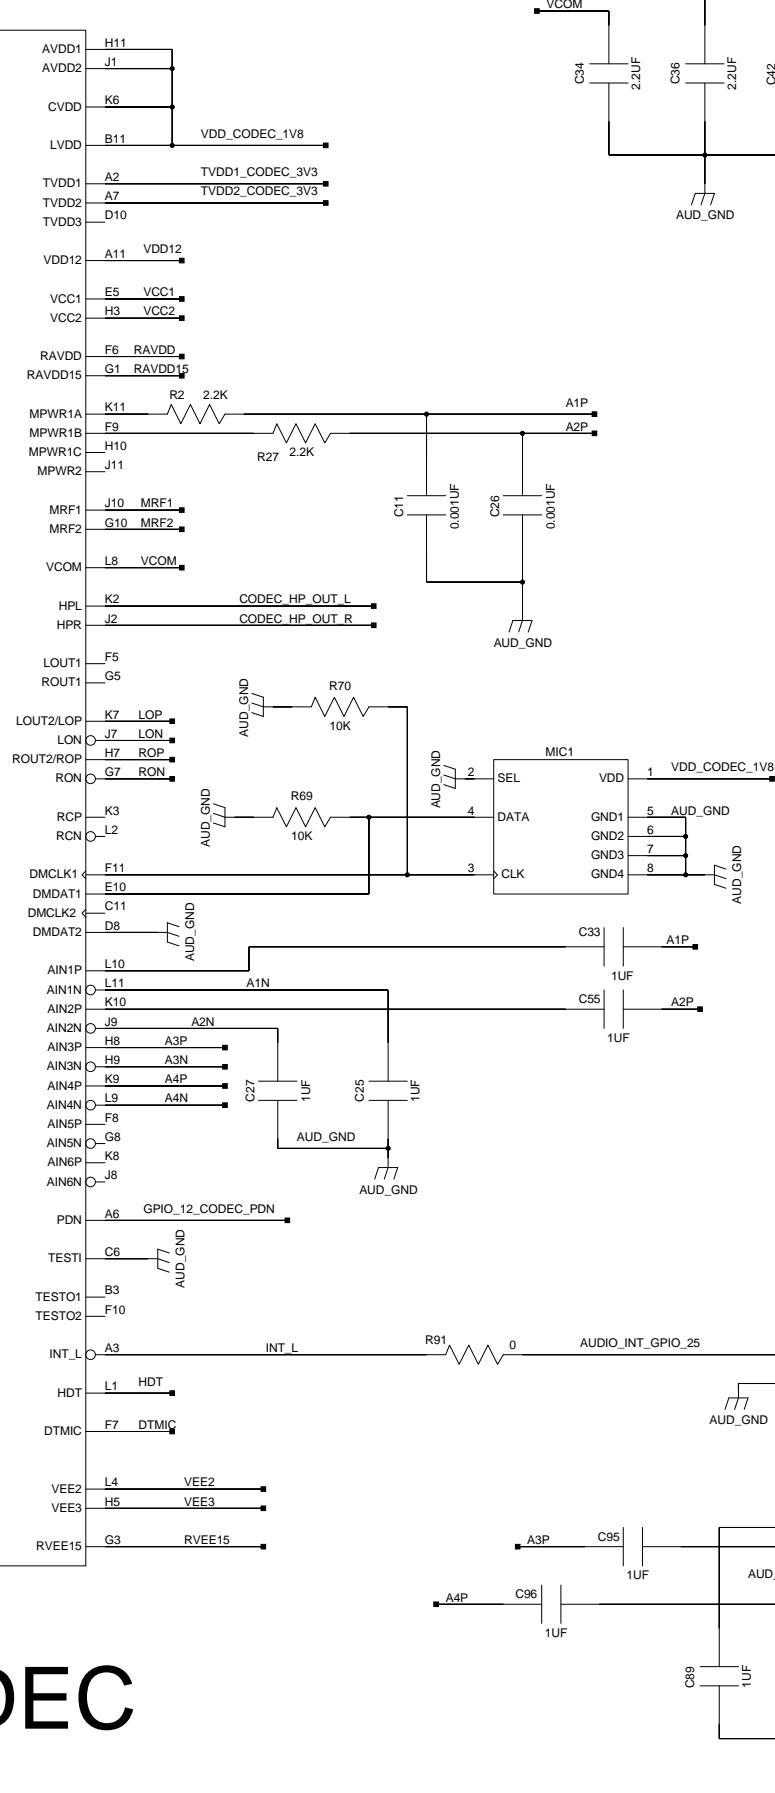 VCOM
C34
2.2UF
C36
2.2UF
C42
AUD_GND
AVDD1 H11
AVDD2 J1
CVDD K6
LVDD B11 VDD_CODEC_1V8
TVDD1 A2 TVDD1_CODEC_3V3
TVDD2 A7 TVDD2_CODEC_3V3
TVDD3 D10
VDD12 A11 VDD12
VCC1 E5 VCC1
VCC2 H3 VCC2
RAVDD F6 RAVDD
RAVDD15 G1 RAVDD15
R2 2.2K
MPWR1A K11 A1P
MPWR1B F9 A2P
R27 2.2K
MPWR1C H10
MPWR2 J11
C11
0.001UF
C26
0.001UF
MRF1 J10 MRF1
MRF2 G10 MRF2
VCOM L8 VCOM
HPL K2 CODEC_HP_OUT_L
HPR J2 CODEC_HP_OUT_R
AUD_GND
LOUT1 F5
ROUT1 G5
AUD_GND
R70
10K
LOUT2/LOP K7 LOP
LON J7 LON
ROUT2/ROP H7 ROP
RON G7 RON
MIC1
AUD_GND
2 SEL VDD 1 VDD_CODEC_1V8
AUD_GND
R69
10K
4 DATA GND1 5 AUD_GND
GND2 6
GND3 7
3 CLK GND4 8
AUD_GND
RCP K3
RCN L2
DMCLK1 F11
DMDAT1 E10
DMCLK2 C11
DMDAT2 D8
AUD_GND
C33
1UF
A1P
AIN1P L10
AIN1N L11 A1N
AIN2P K10
C55
1UF
A2P
AIN2N J9 A2N
AIN3P H8 A3P
AIN3N H9 A3N
AIN4P K9 A4P
AIN4N L9 A4N
AIN5P F8
AIN5N G8
AIN6P K8
AIN6N J8
C27
1UF
C25
1UF
AUD_GND
AUD_GND
PDN A6 GPIO_12_CODEC_PDN
TESTI C6
AUD_GND
TESTO1 B3
TESTO2 F10
INT_L A3 INT_L R91 0 AUDIO_INT_GPIO_25
HDT L1 HDT
AUD_GND
DTMIC F7 DTMIC
VEE2 L4 VEE2
VEE3 H5 VEE3
RVEE15 G3 RVEE15
A3P C95
1UF
AUD_
A4P C96
1UF
C89
1UF
DEC